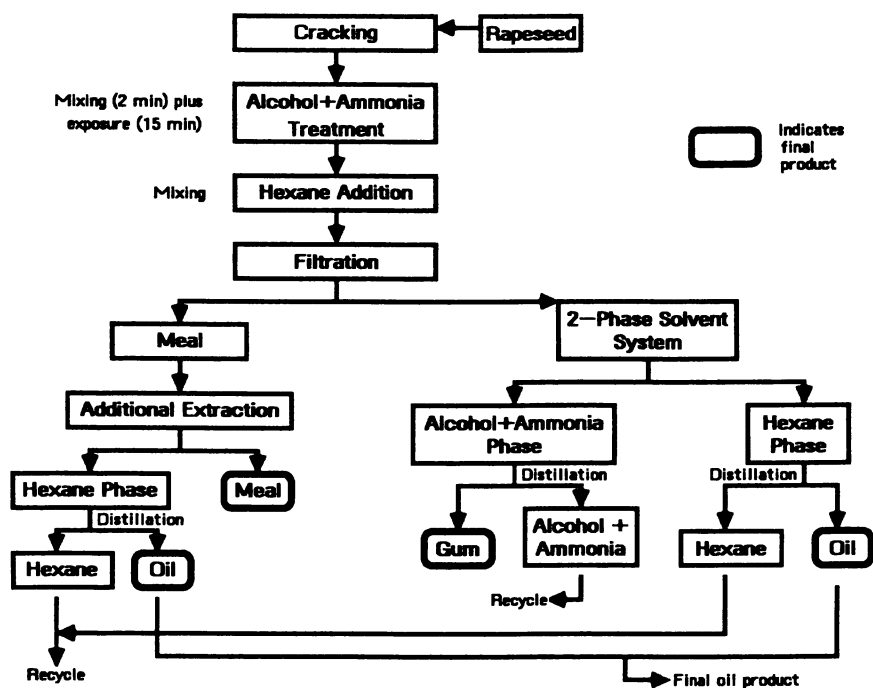 Cracking
Rapeseed
Mixing (2 min) plus
exposure (15 min)
Alcohol+Ammonia
Treatment
Indicates
final
product
Mixing
Hexane Addition
Filtration
Meal
2-Phase Solvent
System
Additional Extraction
Alcohol+Ammonia
Phase
Hexane
Phase
Hexane Phase
Meal
Distillation
Distillation
Distillation
Hexane
Oil
Gum
Alcohol +
Ammonia
Hexane
Oil
Recycle
Recycle
Final oil product